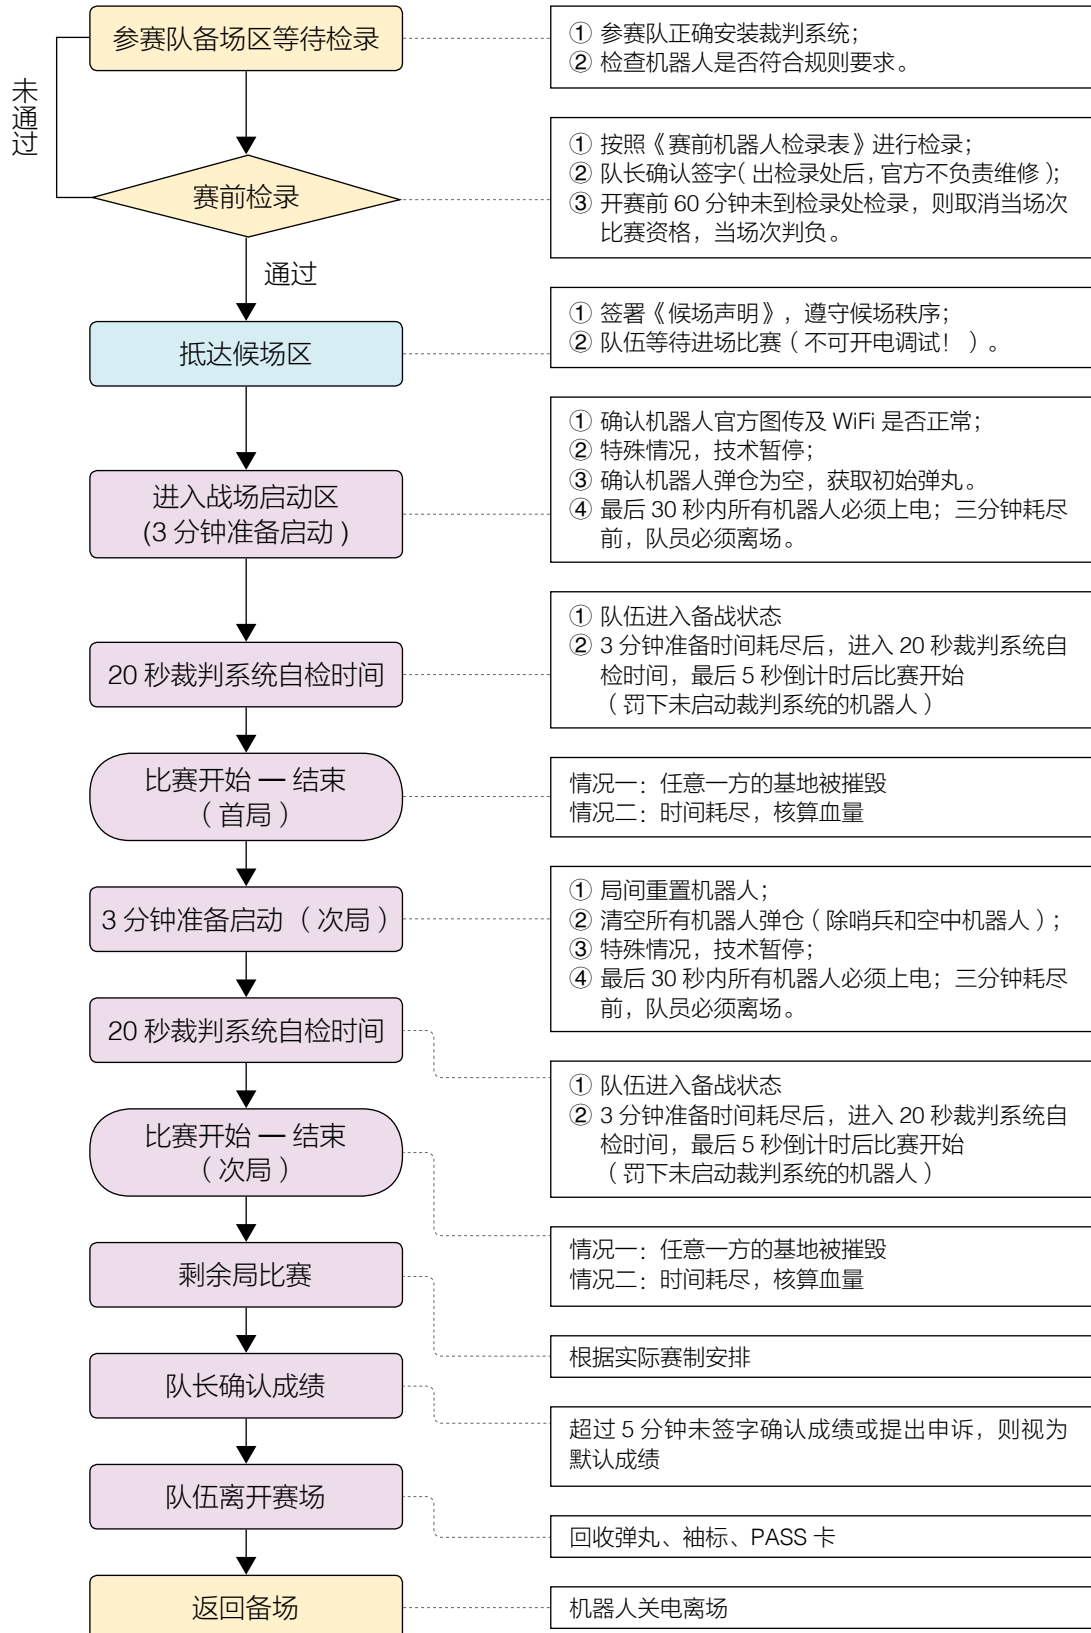 参赛队备场区等待检录
① 参赛队正确安装裁判系统；
② 检查机器人是否符合规则要求。
未通过
赛前检录
① 按照《赛前机器人检录表》进行检录；
② 队长确认签字（出检录处后，官方不负责维修）；
③ 开赛前 60 分钟未到检录处检录，则取消当场次
比赛资格，当场次判负。
通过
抵达候场区
① 签署《候场声明》，遵守候场秩序；
② 队伍等待进场比赛（不可开电调试！）。
进入战场启动区
(3 分钟准备启动)
① 确认机器人官方图传及 WiFi 是否正常；
② 特殊情况，技术暂停；
③ 确认机器人弹仓为空，获取初始弹丸。
④ 最后 30 秒内所有机器人必须上电；三分钟耗尽
前，队员必须离场。
20 秒裁判系统自检时间
① 队伍进入备战状态
② 3 分钟准备时间耗尽后，进入 20 秒裁判系统自
检时间，最后 5 秒倒计时后比赛开始
（罚下未启动裁判系统的机器人）
比赛开始 — 结束
（首局）
情况一：任意一方的基地被摧毁
情况二：时间耗尽，核算血量
3 分钟准备启动（次局）
① 局间重置机器人；
② 清空所有机器人弹仓（除哨兵和空中机器人）；
③ 特殊情况，技术暂停；
④ 最后 30 秒内所有机器人必须上电；三分钟耗尽
前，队员必须离场。
20 秒裁判系统自检时间
① 队伍进入备战状态
② 3 分钟准备时间耗尽后，进入 20 秒裁判系统自
检时间，最后 5 秒倒计时后比赛开始
（罚下未启动裁判系统的机器人）
比赛开始 — 结束
（次局）
情况一：任意一方的基地被摧毁
情况二：时间耗尽，核算血量
剩余局比赛
根据实际赛制安排
队长确认成绩
超过 5 分钟未签字确认成绩或提出申诉，则视为
默认成绩
队伍离开赛场
回收弹丸、袖标、PASS 卡
返回备场
机器人关电离场